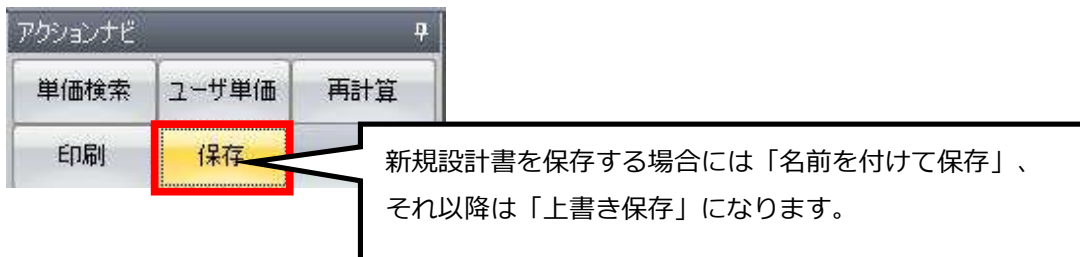 アクションナビ
単価検索 ユーザ単価 再計算
印刷 保存
新規設計書を保存する場合には「名前を付けて保存」、
それ以降は「上書き保存」になります。